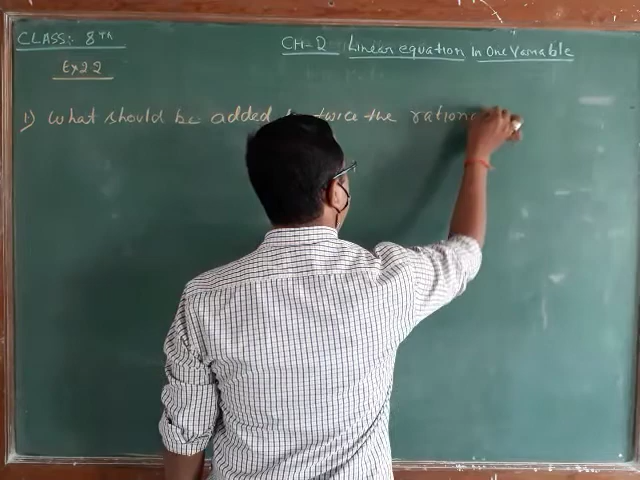 CLASS:- 8th
CH-2 Linear equation in One Variable
Ex 2.2
1) What should be added twice the ration